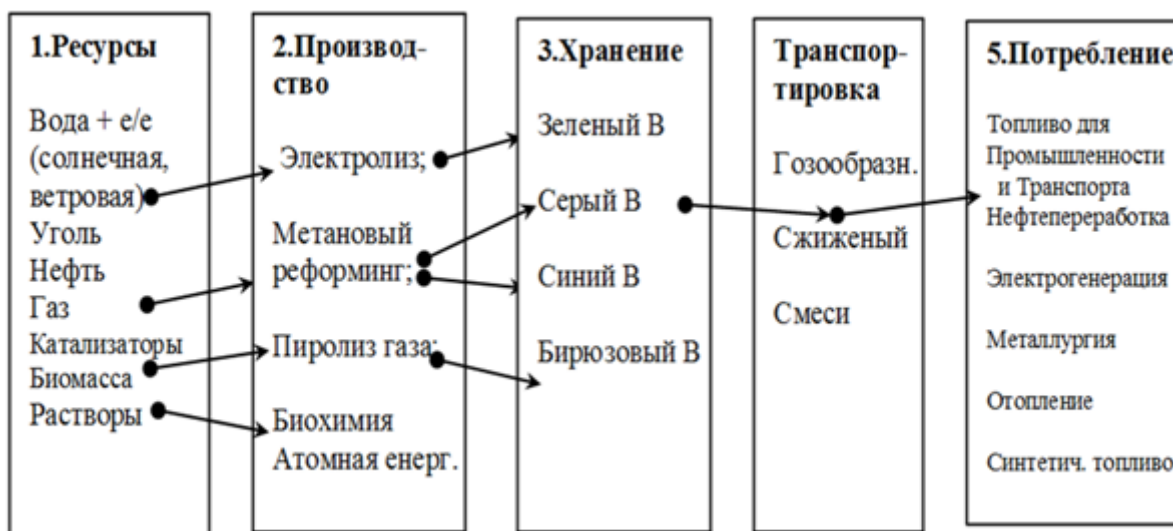 1.Ресурсы
Вода + е/е
(солнечная,
ветровая)
Уголь
Нефть
Газ
Катализаторы
Биомасса
Растворы
2.Производ-
ство
Электролиз;
Метановый
реформинг;
Пиролиз газа;
Биохимия
Атомная енерг.
3.Хранение
Зеленый В
Серый В
Синий В
Бирюзовый В
Транспор-
тировка
Гозообразн.
Сжиженый
Смеси
5.Потребление
Топливо для
Промышленности
и Транспорта
Нефтепереработка
Электрогенерация
Металлургия
Отопление
Синтетич. топливо